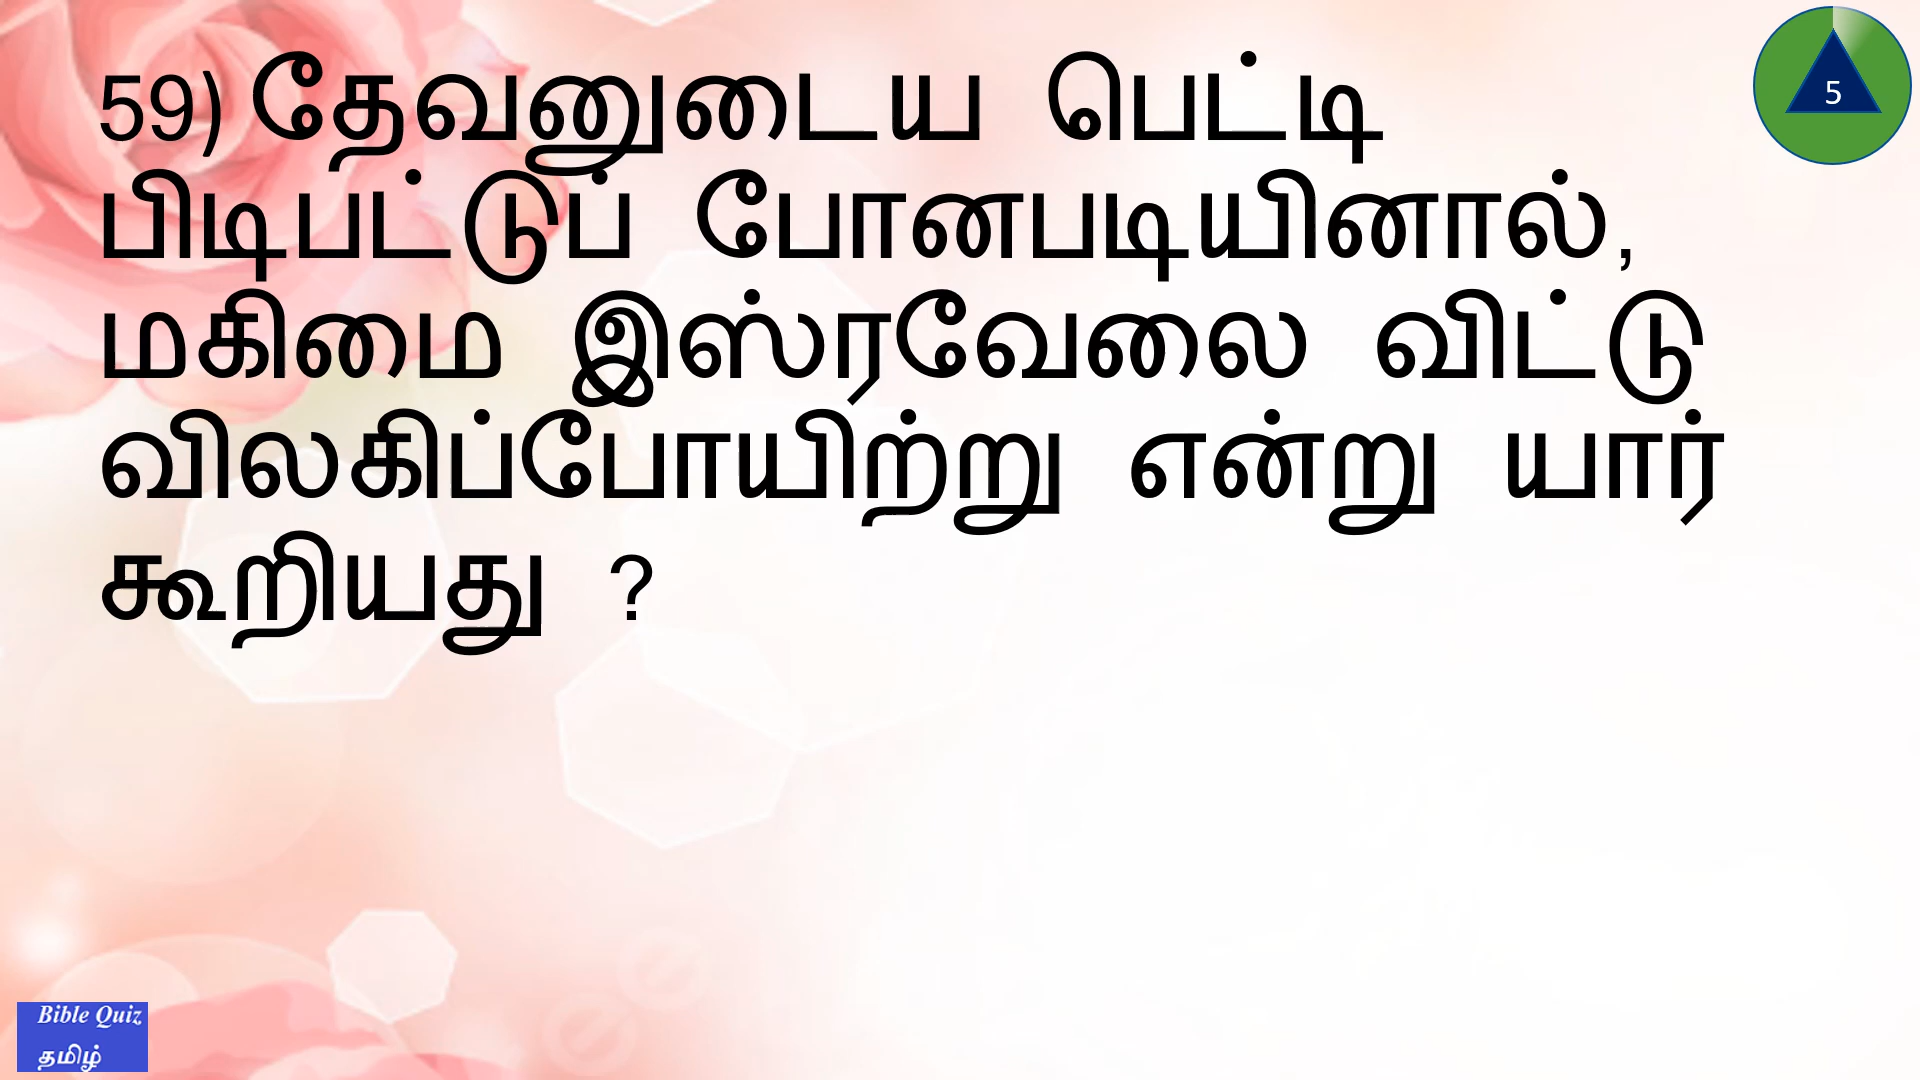 59) தேவனுடைய பெட்டி
பிடிபட்டுப் போனபடியினால்,
மகிமை இஸ்ரவேலை விட்டு
விலகிப்போயிற்று என்று யார்
கூறியது ?
5
Bible Quiz
தமிழ்